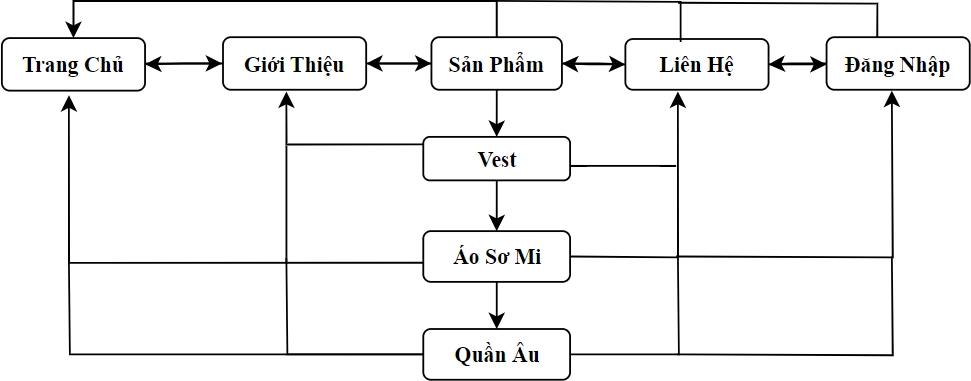 Trang Chủ
Giới Thiệu
Sản Phẩm
Liên Hệ
Đăng Nhập
Vest
Áo Sơ Mi
Quần Âu